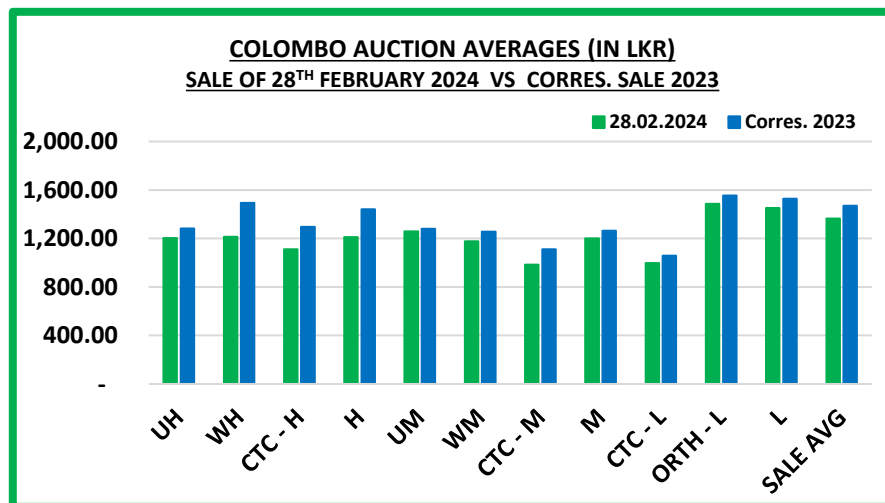 COLOMBO AUCTION AVERAGES (IN LKR)
SALE OF 28TH FEBRUARY 2024 VS CORRES. SALE 2023
28.02.2024 Corres. 2023
2,000.00
1,600.00
1,200.00
800.00
400.00
-
UH WH CTC - H H UM WM CTC - M M CTC - L ORTH - L L SALE AVG